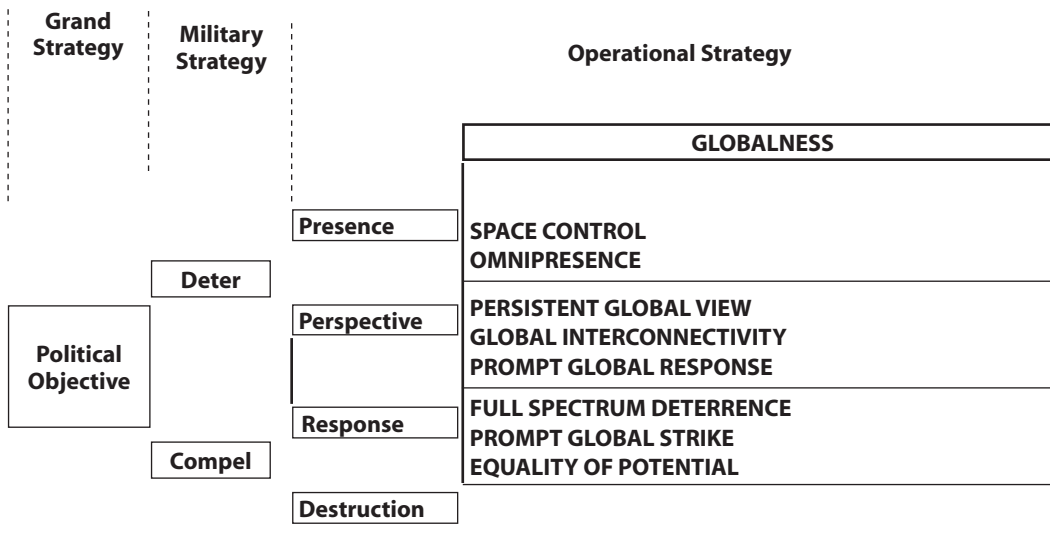 Grand
Strategy
Military
Strategy
Operational Strategy
GLOBALNESS
Presence
SPACE CONTROL
OMNIPRESENCE
Deter
Perspective
PERSISTENT GLOBAL VIEW
GLOBAL INTERCONNECTIVITY
PROMPT GLOBAL RESPONSE
Political
Objective
Response
FULL SPECTRUM DETERRENCE
PROMPT GLOBAL STRIKE
EQUALITY OF POTENTIAL
Compel
Destruction